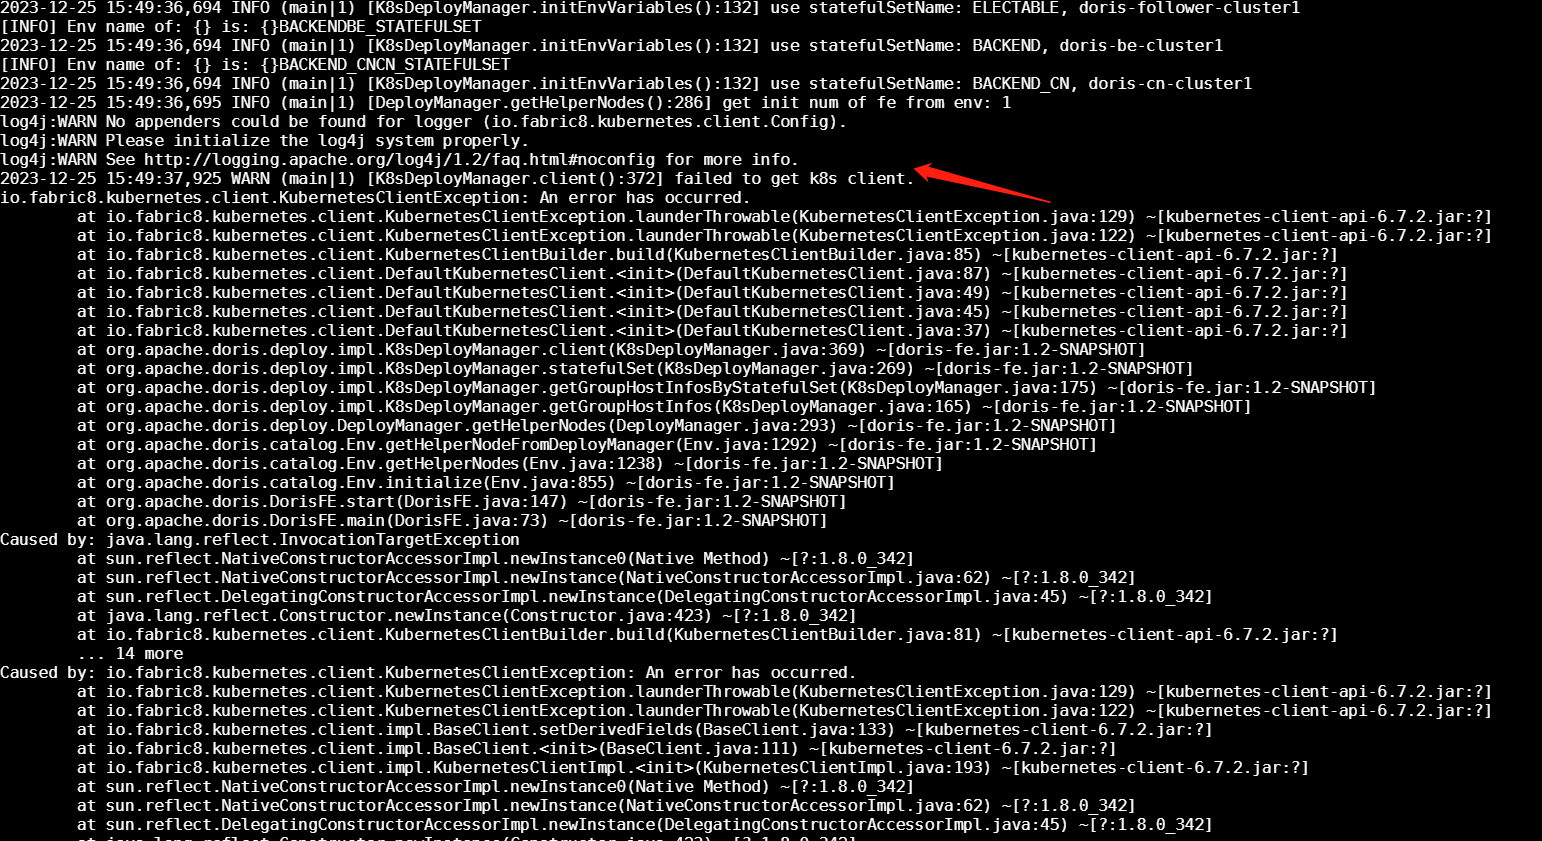 2023-12-25 15:49:36,694 INFO (main|1) [K8sDeployManager.initEnvVariables():132] use statefulSetName: ELECTABLE, doris-follower-cluster1
[INFO] Env name of: {} is: {}BACKENDBE_STATEFULSET
2023-12-25 15:49:36,694 INFO (main|1) [K8sDeployManager.initEnvVariables():132] use statefulSetName: BACKEND, doris-be-cluster1
[INFO] Env name of: {} is: {}BACKEND_CNCN_STATEFULSET
2023-12-25 15:49:36,694 INFO (main|1) [K8sDeployManager.initEnvVariables():132] use statefulSetName: BACKEND_CN, doris-cn-cluster1
2023-12-25 15:49:36,695 INFO (main|1) [DeployManager.getHelperNodes():286] get init num of fe from env: 1
log4j:WARN No appenders could be found for logger (io.fabric8.kubernetes.client.Config).
log4j:WARN Please initialize the log4j system properly.
log4j:WARN See http://logging.apache.org/log4j/1.2/faq.html#noconfig for more info.
2023-12-25 15:49:37,925 WARN (main|1) [K8sDeployManager.client():372] failed to get k8s client.
io.fabric8.kubernetes.client.KubernetesClientException: An error has occurred.
        at io.fabric8.kubernetes.client.KubernetesClientException.launderThrowable(KubernetesClientException.java:129) ~[kubernetes-client-api-6.7.2.jar:?]
        at io.fabric8.kubernetes.client.KubernetesClientException.launderThrowable(KubernetesClientException.java:122) ~[kubernetes-client-api-6.7.2.jar:?]
        at io.fabric8.kubernetes.client.KubernetesClientBuilder.build(KubernetesClientBuilder.java:85) ~[kubernetes-client-api-6.7.2.jar:?]
        at io.fabric8.kubernetes.client.DefaultKubernetesClient.<init>(DefaultKubernetesClient.java:87) ~[kubernetes-client-api-6.7.2.jar:?]
        at io.fabric8.kubernetes.client.DefaultKubernetesClient.<init>(DefaultKubernetesClient.java:49) ~[kubernetes-client-api-6.7.2.jar:?]
        at io.fabric8.kubernetes.client.DefaultKubernetesClient.<init>(DefaultKubernetesClient.java:45) ~[kubernetes-client-api-6.7.2.jar:?]
        at io.fabric8.kubernetes.client.DefaultKubernetesClient.<init>(DefaultKubernetesClient.java:37) ~[kubernetes-client-api-6.7.2.jar:?]
        at org.apache.doris.deploy.impl.K8sDeployManager.client(K8sDeployManager.java:369) ~[doris-fe.jar:1.2-SNAPSHOT]
        at org.apache.doris.deploy.impl.K8sDeployManager.statefulSet(K8sDeployManager.java:269) ~[doris-fe.jar:1.2-SNAPSHOT]
        at org.apache.doris.deploy.impl.K8sDeployManager.getGroupHostInfosByStatefulSet(K8sDeployManager.java:175) ~[doris-fe.jar:1.2-SNAPSHOT]
        at org.apache.doris.deploy.impl.K8sDeployManager.getGroupHostInfos(K8sDeployManager.java:165) ~[doris-fe.jar:1.2-SNAPSHOT]
        at org.apache.doris.deploy.DeployManager.getHelperNodes(DeployManager.java:293) ~[doris-fe.jar:1.2-SNAPSHOT]
        at org.apache.doris.catalog.Env.getHelperNodeFromDeployManager(Env.java:1292) ~[doris-fe.jar:1.2-SNAPSHOT]
        at org.apache.doris.catalog.Env.getHelperNodes(Env.java:1238) ~[doris-fe.jar:1.2-SNAPSHOT]
        at org.apache.doris.catalog.Env.initialize(Env.java:855) ~[doris-fe.jar:1.2-SNAPSHOT]
        at org.apache.doris.DorisFE.start(DorisFE.java:147) ~[doris-fe.jar:1.2-SNAPSHOT]
        at org.apache.doris.DorisFE.main(DorisFE.java:73) ~[doris-fe.jar:1.2-SNAPSHOT]
Caused by: java.lang.reflect.InvocationTargetException
        at sun.reflect.NativeConstructorAccessorImpl.newInstance0(Native Method) ~[?:1.8.0_342]
        at sun.reflect.NativeConstructorAccessorImpl.newInstance(NativeConstructorAccessorImpl.java:62) ~[?:1.8.0_342]
        at sun.reflect.DelegatingConstructorAccessorImpl.newInstance(DelegatingConstructorAccessorImpl.java:45) ~[?:1.8.0_342]
        at java.lang.reflect.Constructor.newInstance(Constructor.java:423) ~[?:1.8.0_342]
        at io.fabric8.kubernetes.client.KubernetesClientBuilder.build(KubernetesClientBuilder.java:81) ~[kubernetes-client-api-6.7.2.jar:?]
        ... 14 more
Caused by: io.fabric8.kubernetes.client.KubernetesClientException: An error has occurred.
        at io.fabric8.kubernetes.client.KubernetesClientException.launderThrowable(KubernetesClientException.java:129) ~[kubernetes-client-api-6.7.2.jar:?]
        at io.fabric8.kubernetes.client.KubernetesClientException.launderThrowable(KubernetesClientException.java:122) ~[kubernetes-client-api-6.7.2.jar:?]
        at io.fabric8.kubernetes.client.impl.BaseClient.setDerivedFields(BaseClient.java:133) ~[kubernetes-client-6.7.2.jar:?]
        at io.fabric8.kubernetes.client.impl.BaseClient.<init>(BaseClient.java:111) ~[kubernetes-client-6.7.2.jar:?]
        at io.fabric8.kubernetes.client.impl.KubernetesClientImpl.<init>(KubernetesClientImpl.java:193) ~[kubernetes-client-6.7.2.jar:?]
        at sun.reflect.NativeConstructorAccessorImpl.newInstance0(Native Method) ~[?:1.8.0_342]
        at sun.reflect.NativeConstructorAccessorImpl.newInstance(NativeConstructorAccessorImpl.java:62) ~[?:1.8.0_342]
        at sun.reflect.DelegatingConstructorAccessorImpl.newInstance(DelegatingConstructorAccessorImpl.java:45) ~[?:1.8.0_342]